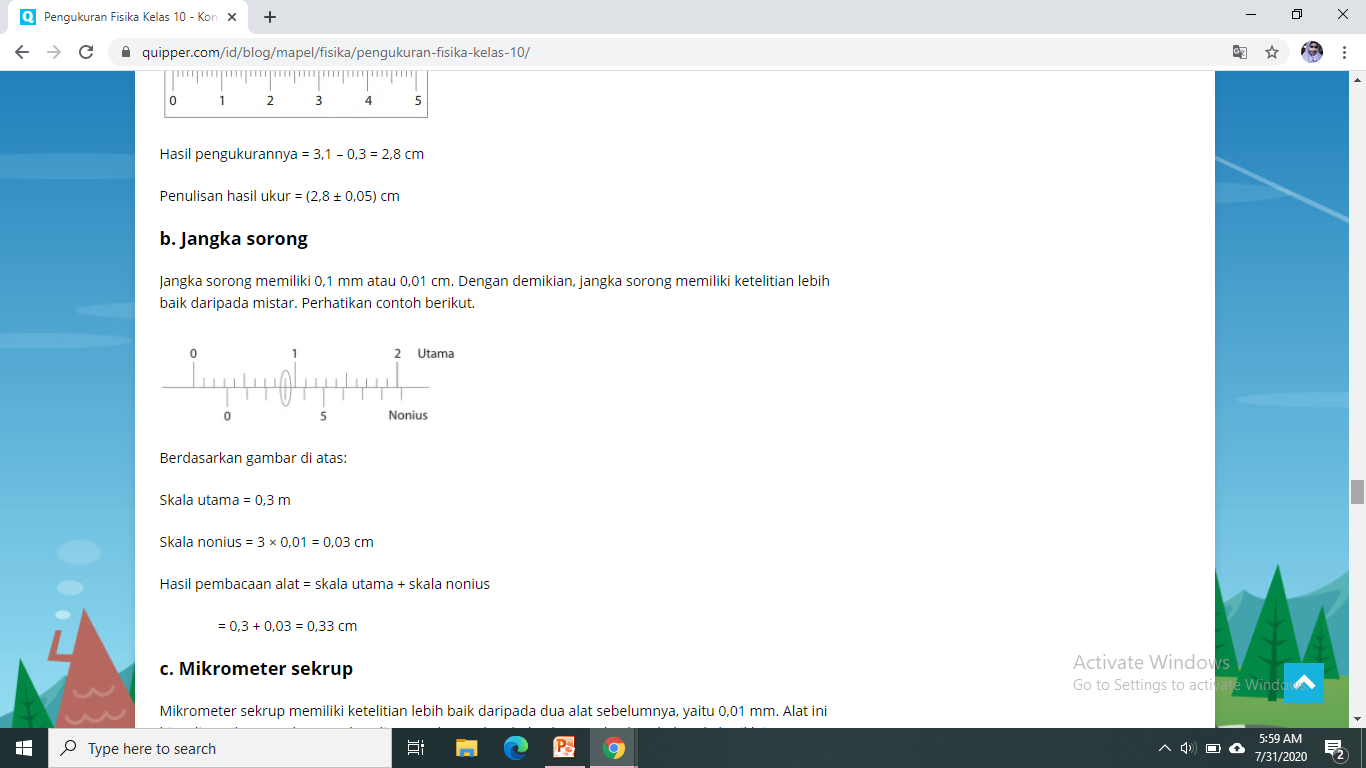 Pengukuran Fisika Kelas 10 - Kon
quipper.com/id/blog/mapel/fisika/pengukuran-fisika-kelas-10/
0 1 2 3 4 5
Hasil pengukurannya = 3,1 – 0,3 = 2,8 cm
Penulisan hasil ukur = (2,8 ± 0,05) cm
b. Jangka sorong
Jangka sorong memiliki 0,1 mm atau 0,01 cm. Dengan demikian, jangka sorong memiliki ketelitian lebih
baik daripada mistar. Perhatikan contoh berikut.
0 1 2 Utama
0 5 Nonius
Berdasarkan gambar di atas:
Skala utama = 0,3 m
Skala nonius = 3 × 0,01 = 0,03 cm
Hasil pembacaan alat = skala utama + skala nonius
= 0,3 + 0,03 = 0,33 cm
c. Mikrometer sekrup
Mikrometer sekrup memiliki ketelitian lebih baik daripada dua alat sebelumnya, yaitu 0,01 mm. Alat ini
Activate Windows
Go to Settings to activate Windows.
Type here to search
5:59 AM
7/31/2020
2